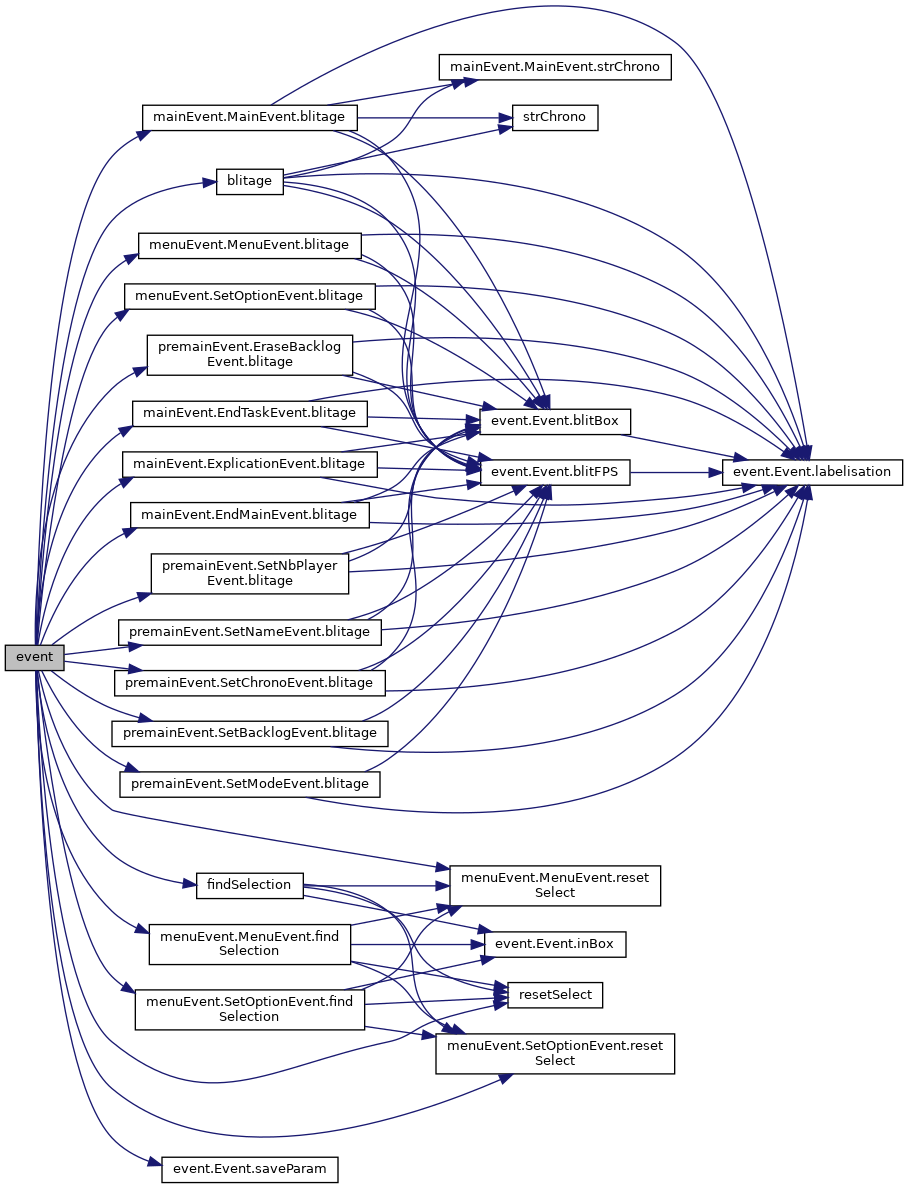 mainEvent.MainEvent.strChrono
mainEvent.MainEvent.blitage
strChrono
blitage
menuEvent.MenuEvent.blitage
menuEvent.SetOptionEvent.blitage
premainEvent.EraseBacklog
Event.blitage
mainEvent.EndTaskEvent.blitage
event.Event.blitBox
mainEvent.ExplicationEvent.blitage
event.Event.blitFPS
event.Event.labelisation
mainEvent.EndMainEvent.blitage
premainEvent.SetNbPlayer
Event.blitage
premainEvent.SetNameEvent.blitage
event
premainEvent.SetChronoEvent.blitage
premainEvent.SetBacklogEvent.blitage
premainEvent.SetModeEvent.blitage
findSelection
menuEvent.MenuEvent.reset
Select
menuEvent.MenuEvent.find
Selection
event.Event.inBox
menuEvent.SetOptionEvent.find
Selection
resetSelect
menuEvent.SetOptionEvent.reset
Select
event.Event.saveParam